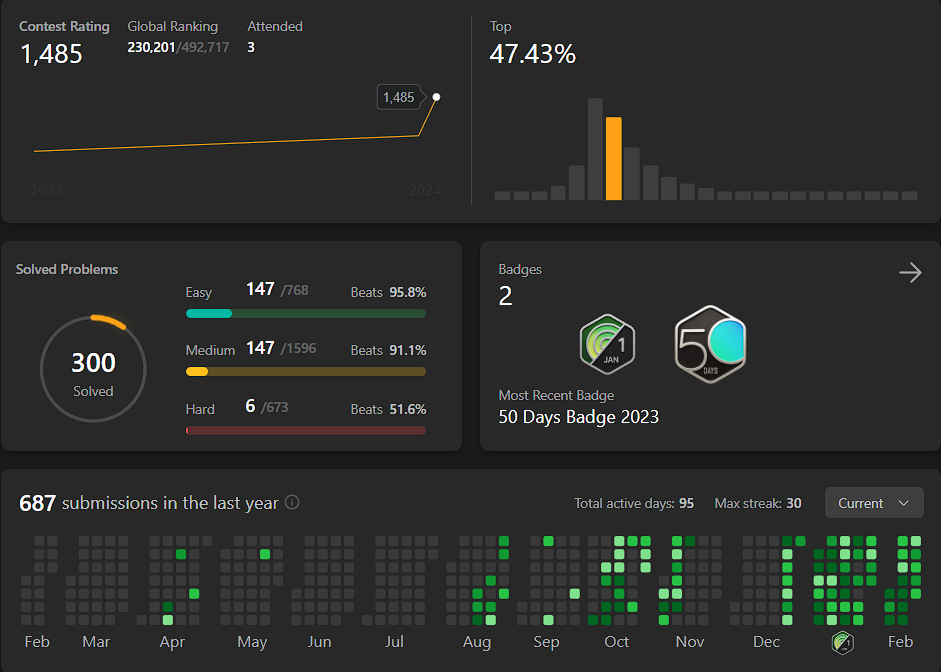 Contest Rating
1,485
Global Ranking
230,201/492,717
Attended
3
1,485
2023
2024
Top
47.43%
Solved Problems
300
Solved
Easy 147 /768 Beats 95.8%
Medium 147 /1596 Beats 91.1%
Hard 6 /673 Beats 51.6%
Badges
2
1
JAN
50
DAYS
Most Recent Badge
50 Days Badge 2023
687 submissions in the last year
Total active days: 95 Max streak: 30 Current
Feb Mar Apr May Jun Jul Aug Sep Oct Nov Dec Feb